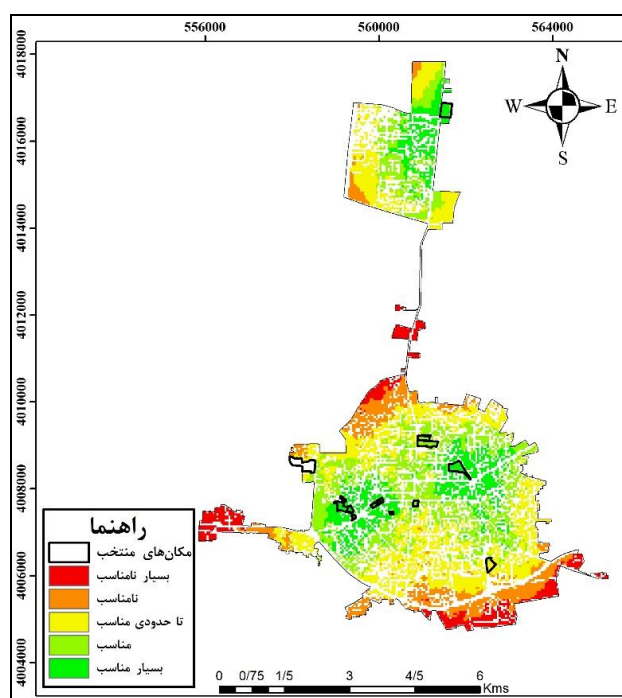 556000 560000 564000
4018000
4016000
4014000
4012000
4010000
4008000
4006000
4004000
N
W E
S
راهنما
مکان‌های منتخب
بسیار نامناسب
نامناسب
تا حدودی مناسب
مناسب
بسیار مناسب
0 0/75 1/5 3 4/5 6
Kms